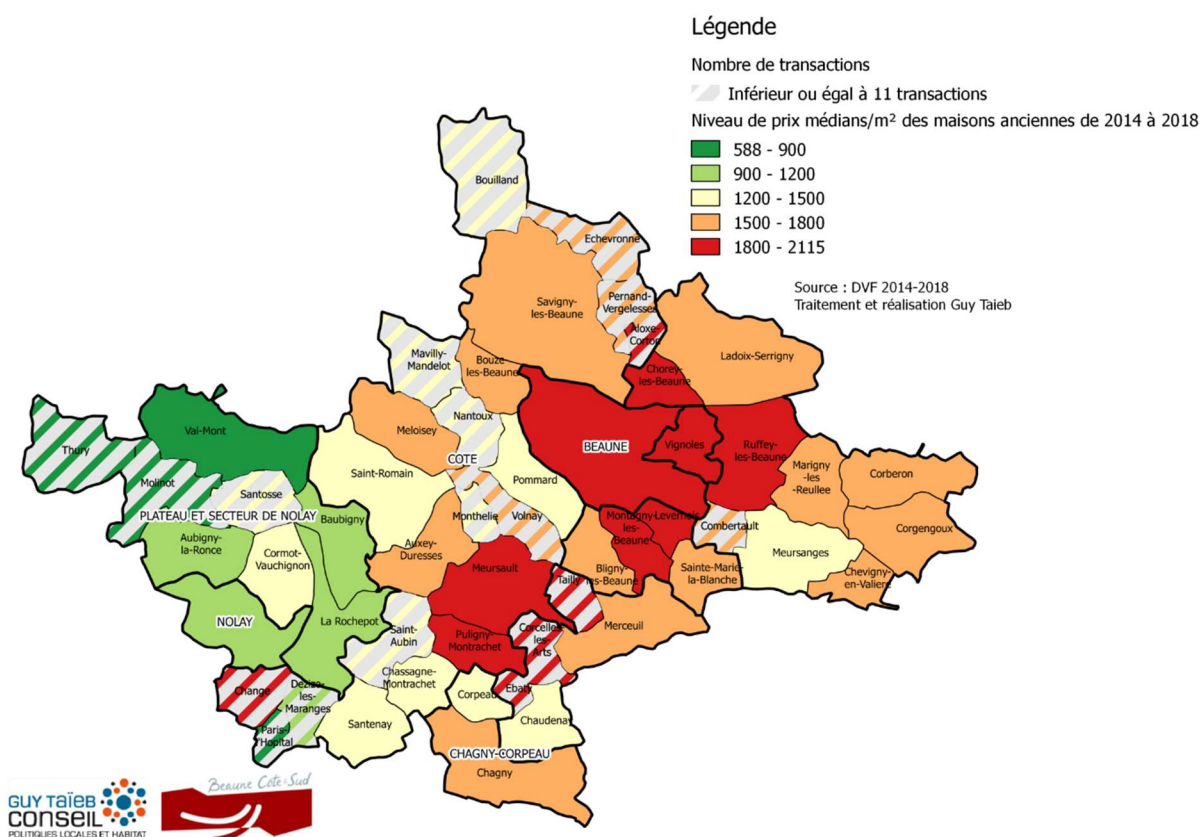 Légende
Nombre de transactions
Inférieur ou égal à 11 transactions
Niveau de prix médians/m² des maisons anciennes de 2014 à 2018
588 - 900
900 - 1200
1200 - 1500
1500 - 1800
1800 - 2115
Source : DVF 2014-2018
Traitement et réalisation Guy Taieb
Bouilland
Echevronne
Savigny-
les-Beaune
Pernand-
Vergelesses
Aloxe-
Corton
Ladoix-Serrigny
Mavilly-
Mandelot
Bouze
les-Beaune
Chorey-
les-Beaune
Nantoux
Meloisey
Val-Mont
Thury
COTE
BEAUNE
Vignoles
Ruffey-
les-Beaune
Marigny
-les
-Reullee
Corberon
Saint-Romain
Pommard
Molinot
Santosse
PLATEAU ET SECTEUR DE NOLAY
Baubigny
Monthelie
Volnay
Montagny-
les-
Beaune
Levernois
Combertault
Corgengoux
Aubigny-
la-Ronce
Cormot-
Vauchignon
Auxey-
Duresses
Meursault
Bligny-
les-Beaune
Tailly
Sainte-Marie-
la-Blanche
Meursanges
Chevigny-
en-Valiere
NOLAY
La Rochepot
Saint-
Aubin
Puligny-
Montrachet
Corcelles-
les-
Arts
Merceuil
Change
Dezize-
les-
Maranges
Chassagne-
Montrachet
Corpeau
Ebaty
Paris-
l'Hopital
Santenay
Chaudenay
CHAGNY-CORPEAU
Chagny
GUY TAÏEB
CONSEIL
POLITIQUES LOCALES ET HABITAT
Beaune Côte & Sud